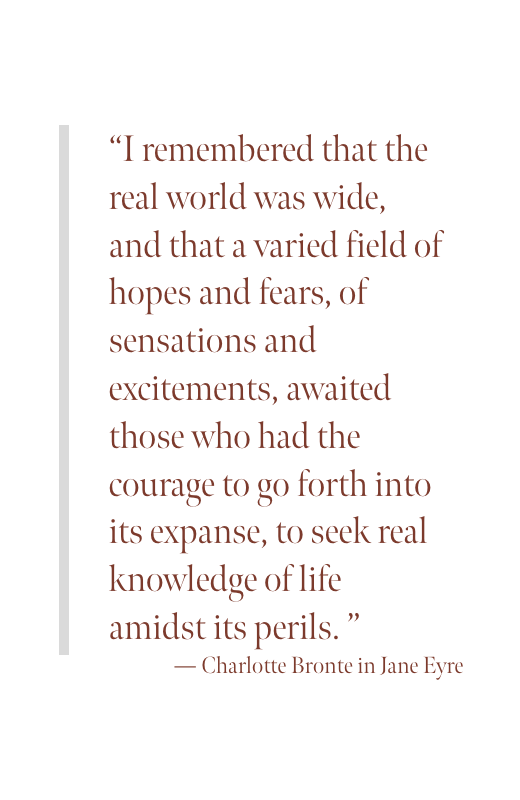 “I remembered that the
real world was wide,
and that a varied field of
hopes and fears, of
sensations and
excitements, awaited
those who had the
courage to go forth into
its expanse, to seek real
knowledge of life
amidst its perils. ”
— Charlotte Bronte in Jane Eyre